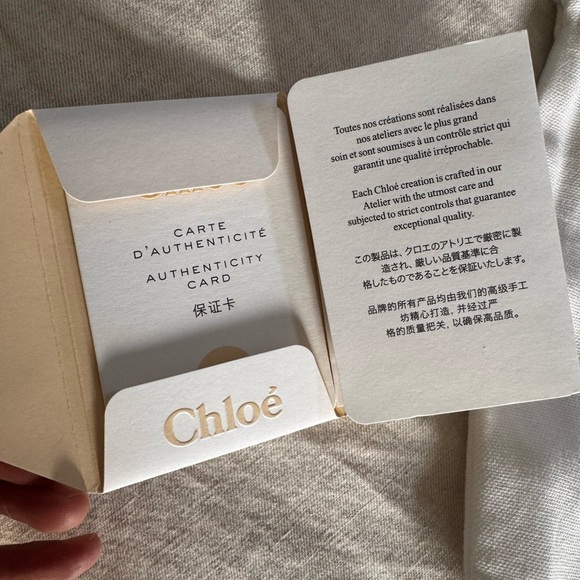 CARTE
D'AUTHENTICITÉ
AUTHENTICITY
CARD
保证卡
Chloé
Toutes nos créations sont réalisées dans
nos ateliers avec le plus grand
soin et sont soumises à un contrôle strict qui
garantit une qualité irréprochable.
Each Chloé creation is crafted in our
Atelier with the utmost care and
subjected to strict controls that guarantee
exceptional quality.
この製品は、クロエのアトリエで厳密に製
造され、厳しい品質基準に合
格したものであることを保証いたします。
品牌的所有产品均由我们的高级手工
坊精心打造，并经过严
格的质量把关，以确保高品质。